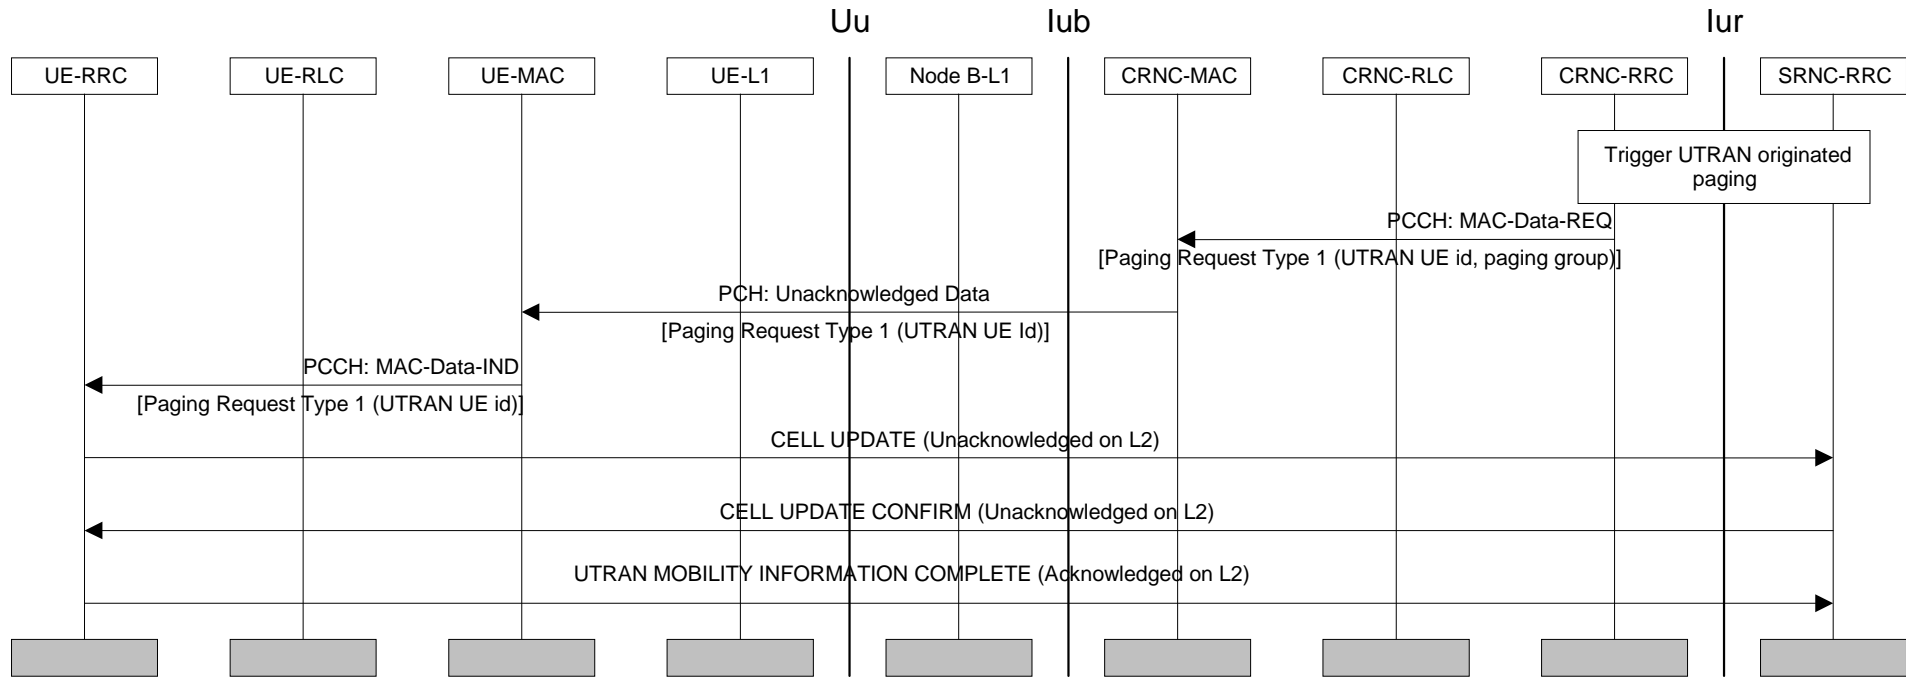 Uu
Iub
Iur
UE-RRC
UE-RLC
UE-MAC
UE-L1
Node B-L1
CRNC-MAC
CRNC-RLC
CRNC-RRC
SRNC-RRC
Trigger UTRAN originated
paging
PCCH: MAC-Data-REQ
[Paging Request Type 1 (UTRAN UE id, paging group)]
PCH: Unacknowledged Data
[Paging Request Type 1 (UTRAN UE Id)]
PCCH: MAC-Data-IND
[Paging Request Type 1 (UTRAN UE id)]
CELL UPDATE (Unacknowledged on L2)
CELL UPDATE CONFIRM (Unacknowledged on L2)
UTRAN MOBILITY INFORMATION COMPLETE (Acknowledged on L2)